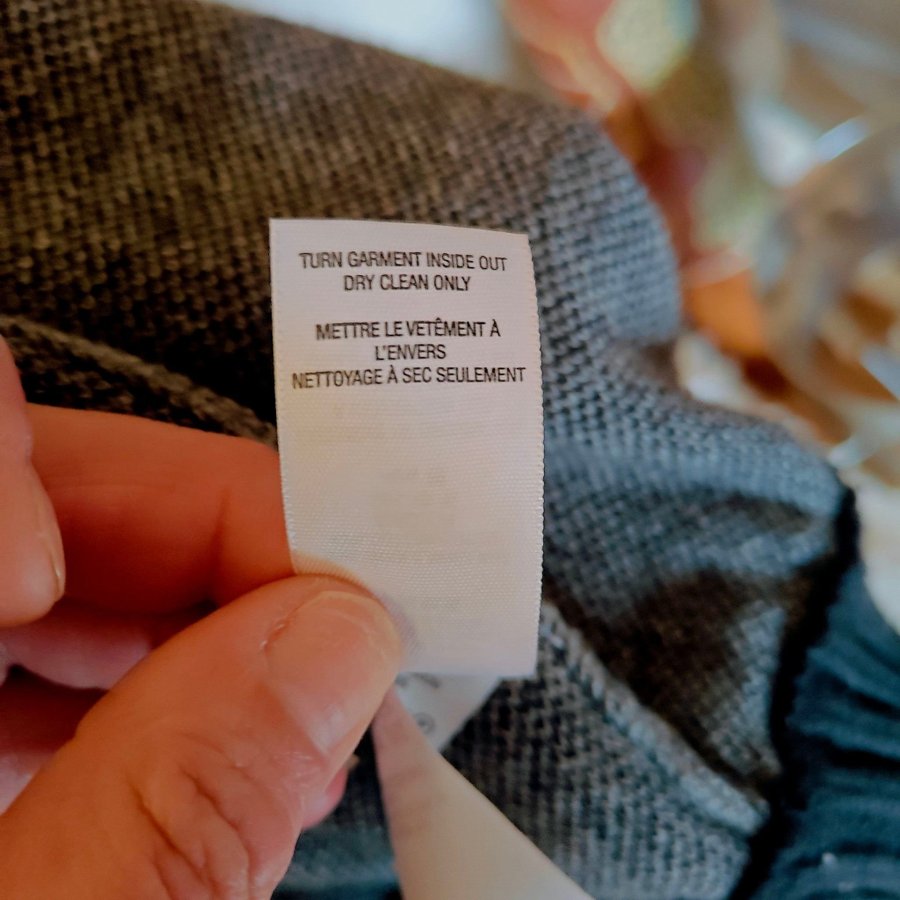 TURN GARMENT INSIDE OUT
DRY CLEAN ONLY
METTRE LE VETÊMENT À
L'ENVERS
NETTOYAGE À SEC SEULEMENT